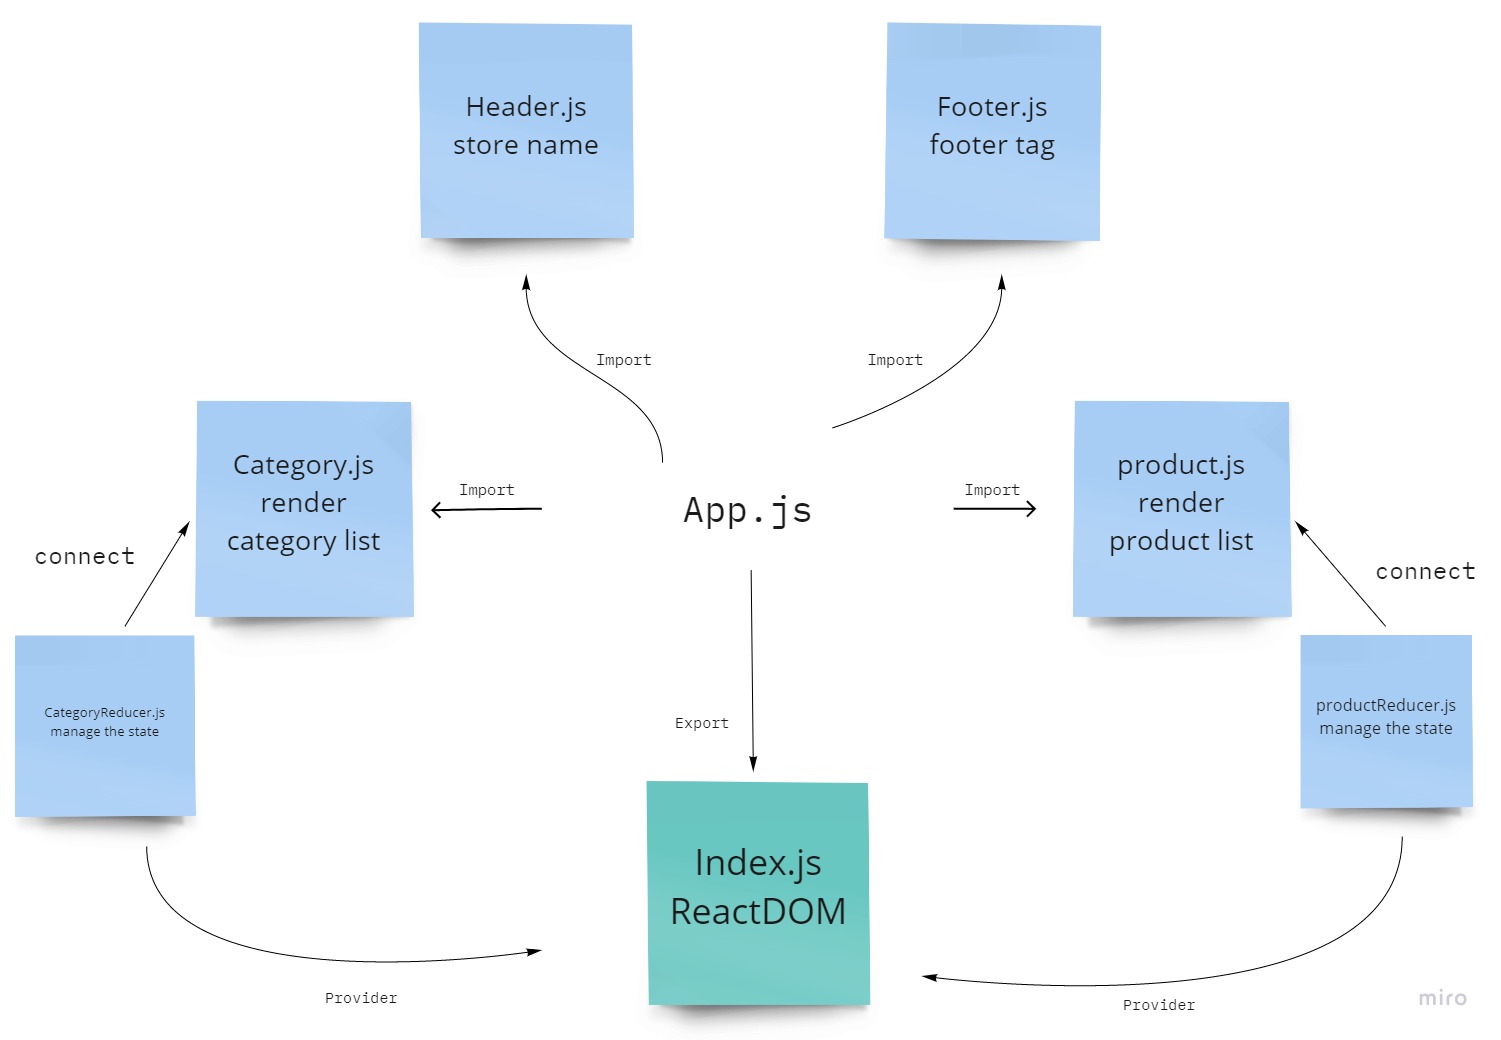 Header.js
store name
Footer.js
footer tag
Import
Import
Category.js
render
category list
Import
App.js
Import
product.js
render
product list
connect
connect
CategoryReducer.js
manage the state
productReducer.js
manage the state
Export
Index.js
ReactDOM
Provider
Provider
miro